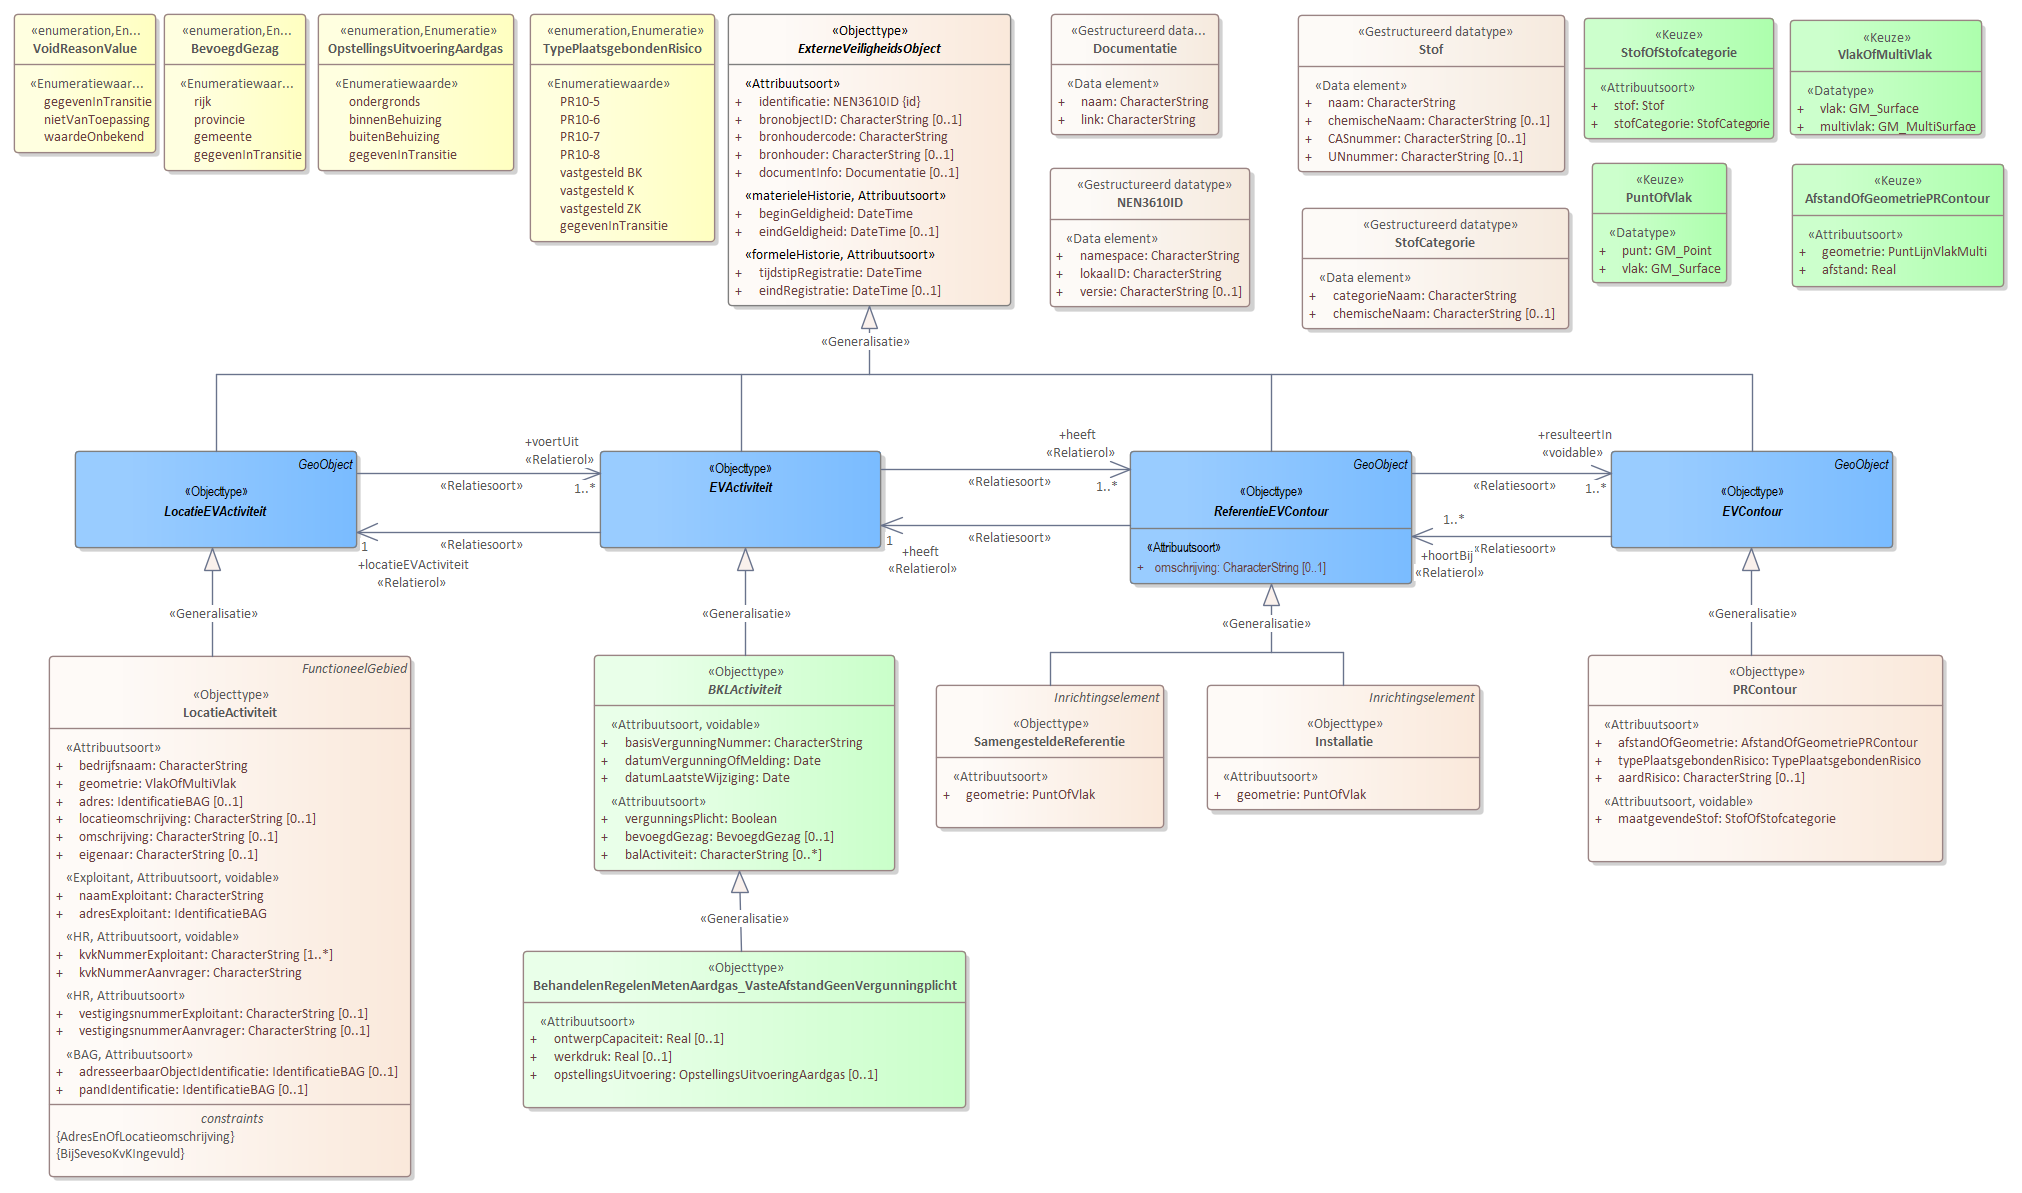 «enumeration,En...
VoidReasonValue
«Enumeratiewaar...
gegevenInTransitie
nietVanToepassing
waardeOnbekend
«enumeration,En...
BevoegdGezag
«Enumeratiewaar...
rijk
provincie
gemeente
gegevenInTransitie
«enumeration,Enumeratie»
OpstellingsUitvoeringAardgas
«Enumeratiewaarde»
ondergronds
binnenBehuizing
buitenBehuizing
gegevenInTransitie
«enumeration,Enumeratie»
TypePlaatsgebondenRisico
«Enumeratiewaarde»
PR10-5
PR10-6
PR10-7
PR10-8
vastgesteld BK
vastgesteld K
vastgesteld ZK
gegevenInTransitie
«Objecttype»
ExterneVeiligheidsObject
«Attribuutsoort»
+ identificatie: NEN3610ID {id}
+ bronobjectID: CharacterString [0..1]
+ bronhoudercode: CharacterString
+ bronhouder: CharacterString [0..1]
+ documentInfo: Documentatie [0..1]
«materieleHistorie, Attribuutsoort»
+ beginGeldigheid: DateTime
+ eindGeldigheid: DateTime [0..1]
«formeleHistorie, Attribuutsoort»
+ tijdstipRegistratie: DateTime
+ eindRegistratie: DateTime [0..1]
«Gestructureerd data...
Documentatie
«Data element»
+ naam: CharacterString
+ link: CharacterString
«Gestructureerd datatype»
NEN3610ID
«Data element»
+ namespace: CharacterString
+ lokaalID: CharacterString
+ versie: CharacterString [0..1]
«Gestructureerd datatype»
Stof
«Data element»
+ naam: CharacterString
+ chemischeNaam: CharacterString [0..1]
+ CASnummer: CharacterString [0..1]
+ UNnummer: CharacterString [0..1]
«Gestructureerd datatype»
StofCategorie
«Data element»
+ categorieNaam: CharacterString
+ chemischeNaam: CharacterString [0..1]
«Keuze»
StofOfStofcategorie
«Attribuutsoort»
+ stof: Stof
+ stofCategorie: StofCategorie
«Keuze»
PuntOfVlak
«Datatype»
+ punt: GM_Point
+ vlak: GM_Surface
«Keuze»
VlakOfMultiVlak
«Datatype»
+ vlak: GM_Surface
+ multivlak: GM_MultiSurface
«Keuze»
AfstandOfGeometriePRContour
«Attribuutsoort»
+ geometrie: PuntLijnVlakMulti
+ afstand: Real
«Generalisatie»
GeoObject
«Objecttype»
LocatieEVActiviteit
+voertUit
«Relatierol»
«Relatiesoort»
1..*
«Relatiesoort»
1
+locatieEVActiviteit
«Relatierol»
«Objecttype»
EVActiviteit
+heeft
«Relatierol»
«Relatiesoort»
1..*
«Relatiesoort»
1
+heeft
«Relatierol»
GeoObject
«Objecttype»
ReferentieEVContour
«Attribuutsoort»
+ omschrijving: CharacterString [0..1]
+resulteertIn
«voidable»
«Relatiesoort»
1..*
1..*
«Relatiesoort»
+hoortBij
«Relatierol»
GeoObject
«Objecttype»
EVContour
«Generalisatie»
«Generalisatie»
«Generalisatie»
«Generalisatie»
FunctioneelGebied
«Objecttype»
LocatieActiviteit
«Attribuutsoort»
+ bedrijfsnaam: CharacterString
+ geometrie: VlakOfMultiVlak
+ adres: IdentificatieBAG [0..1]
+ locatieomschrijving: CharacterString [0..1]
+ omschrijving: CharacterString [0..1]
+ eigenaar: CharacterString [0..1]
«Exploitant, Attribuutsoort, voidable»
+ naamExploitant: CharacterString
+ adresExploitant: IdentificatieBAG
«HR, Attribuutsoort, voidable»
+ kvkNummerExploitant: CharacterString [1..*]
+ kvkNummerAanvrager: CharacterString
«HR, Attribuutsoort»
+ vestigingsnummerExploitant: CharacterString [0..1]
+ vestigingsnummerAanvrager: CharacterString [0..1]
«BAG, Attribuutsoort»
+ adresseerbaarObjectIdentificatie: IdentificatieBAG [0..1]
+ pandIdentificatie: IdentificatieBAG [0..1]
constraints
{AdresEnOfLocatieomschrijving}
{BijSevesoKvKIngevuld}
«Objecttype»
BKLActiviteit
«Attribuutsoort, voidable»
+ basisVergunningNummer: CharacterString
+ datumVergunningOfMelding: Date
+ datumLaatsteWijziging: Date
«Attribuutsoort»
+ vergunningsPlicht: Boolean
+ bevoegdGezag: BevoegdGezag [0..1]
+ balActiviteit: CharacterString [0..*]
«Generalisatie»
«Objecttype»
BehandelenRegelenMetenAardgas_VasteAfstandGeenVergunningplicht
«Attribuutsoort»
+ ontwerpCapaciteit: Real [0..1]
+ werkdruk: Real [0..1]
+ opstellingsUitvoering: OpstellingsUitvoeringAardgas [0..1]
Inrichtingselement
«Objecttype»
SamengesteldeReferentie
«Attribuutsoort»
+ geometrie: PuntOfVlak
Inrichtingselement
«Objecttype»
Installatie
«Attribuutsoort»
+ geometrie: PuntOfVlak
«Objecttype»
PRContour
«Attribuutsoort»
+ afstandOfGeometrie: AfstandOfGeometriePRContour
+ typePlaatsgebondenRisico: TypePlaatsgebondenRisico
+ aardRisico: CharacterString [0..1]
«Attribuutsoort, voidable»
+ maatgevendeStof: StofOfStofcategorie